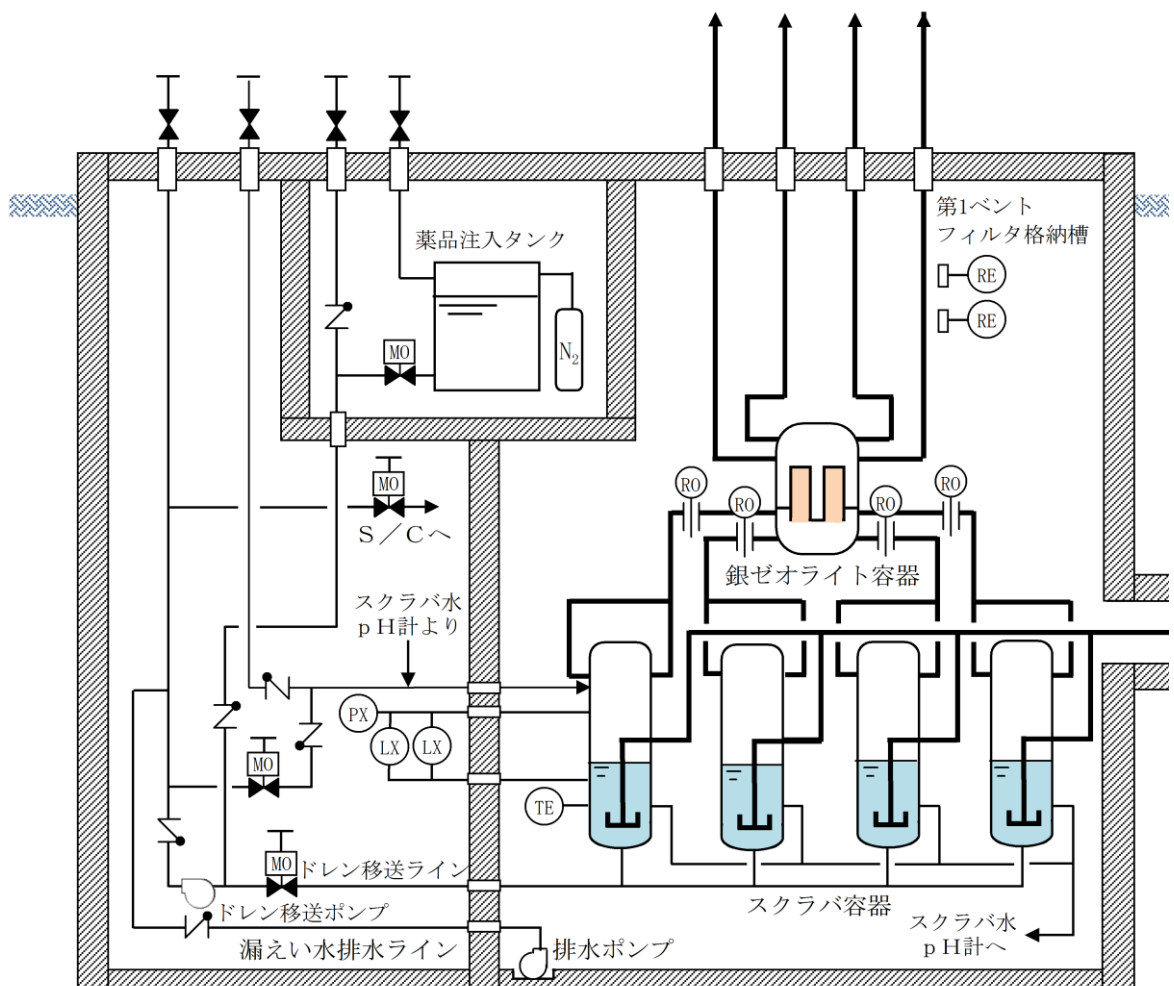 第1ベント
フィルタ格納槽
RE
RE
薬品注入タンク
N₂
MO
MO
S/Cへ
RO
RO
RO
RO
銀ゼオライト容器
スクラバ水
pH計より
PX
LX
LX
MO
TE
MO
ドレン移送ライン
ドレン移送ポンプ
スクラバ容器
スクラバ水
pH計へ
漏えい水排水ライン
排水ポンプ